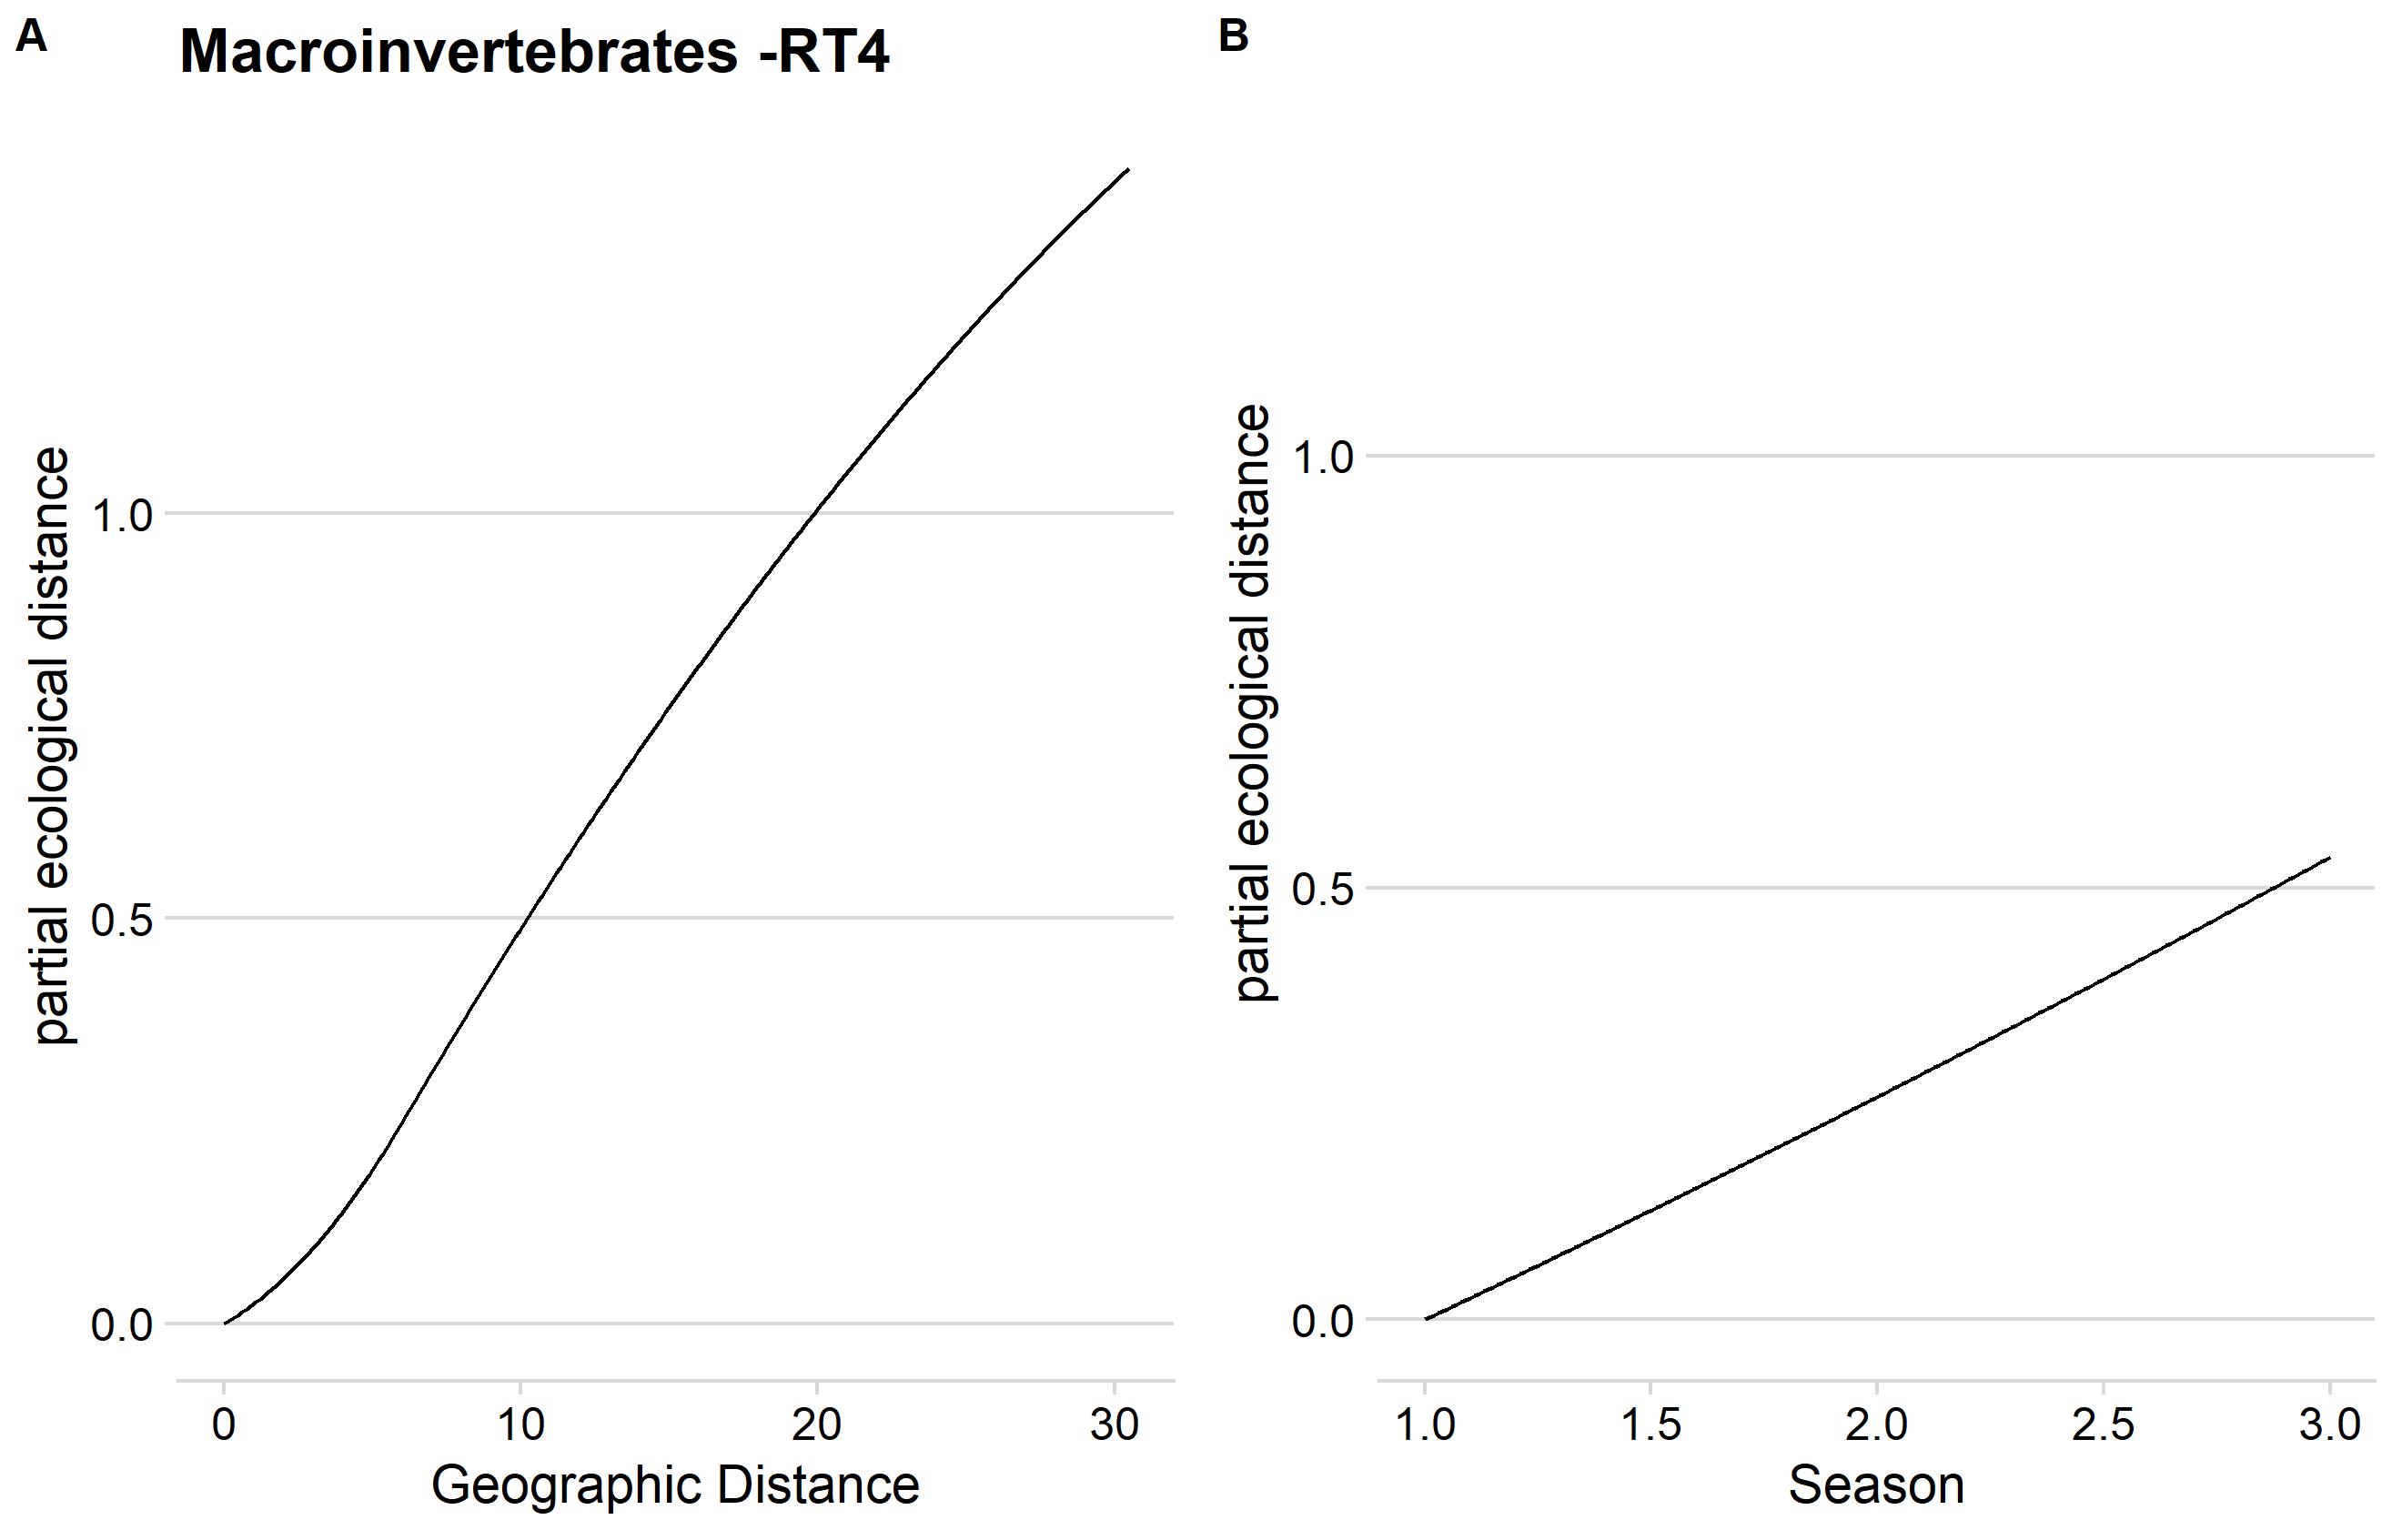 A
Macroinvertebrates -RT4
partial ecological distance
1.0
0.5
0.0
0 10 20 30
Geographic Distance
B
partial ecological distance
1.0
0.5
0.0
1.0 1.5 2.0 2.5 3.0
Season